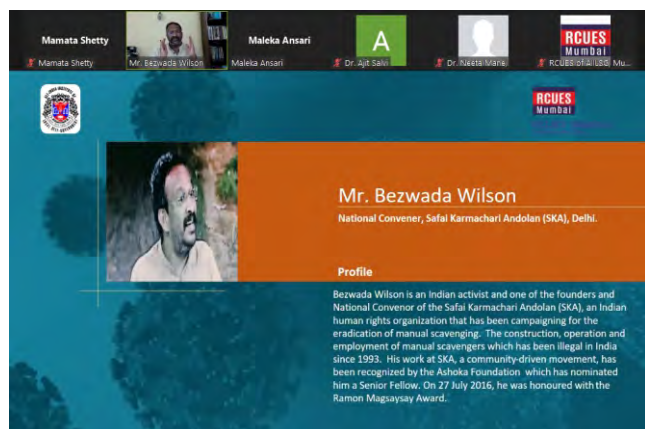 Mamata Shetty
Maleka Ansari
A
RCUES
Mumbai
Mamata Shetty
Mr. Bezwada Wilson
Maleka Ansari
Dr. Ajit Salvi
Dr. Neeta Mane
RCUES of AIILSG, Mu...
RCUES
Mumbai
Mr. Bezwada Wilson
National Convener, Safai Karmachari Andolan (SKA), Delhi.
Profile
Bezwada Wilson is an Indian activist and one of the founders and
National Convenor of the Safai Karmachari Andolan (SKA), an Indian
human rights organization that has been campaigning for the
eradication of manual scavenging. The construction, operation and
employment of manual scavengers which has been illegal in India
since 1993. His work at SKA, a community-driven movement, has
been recognized by the Ashoka Foundation which has nominated
him a Senior Fellow. On 27 July 2016, he was honoured with the
Ramon Magsaysay Award.